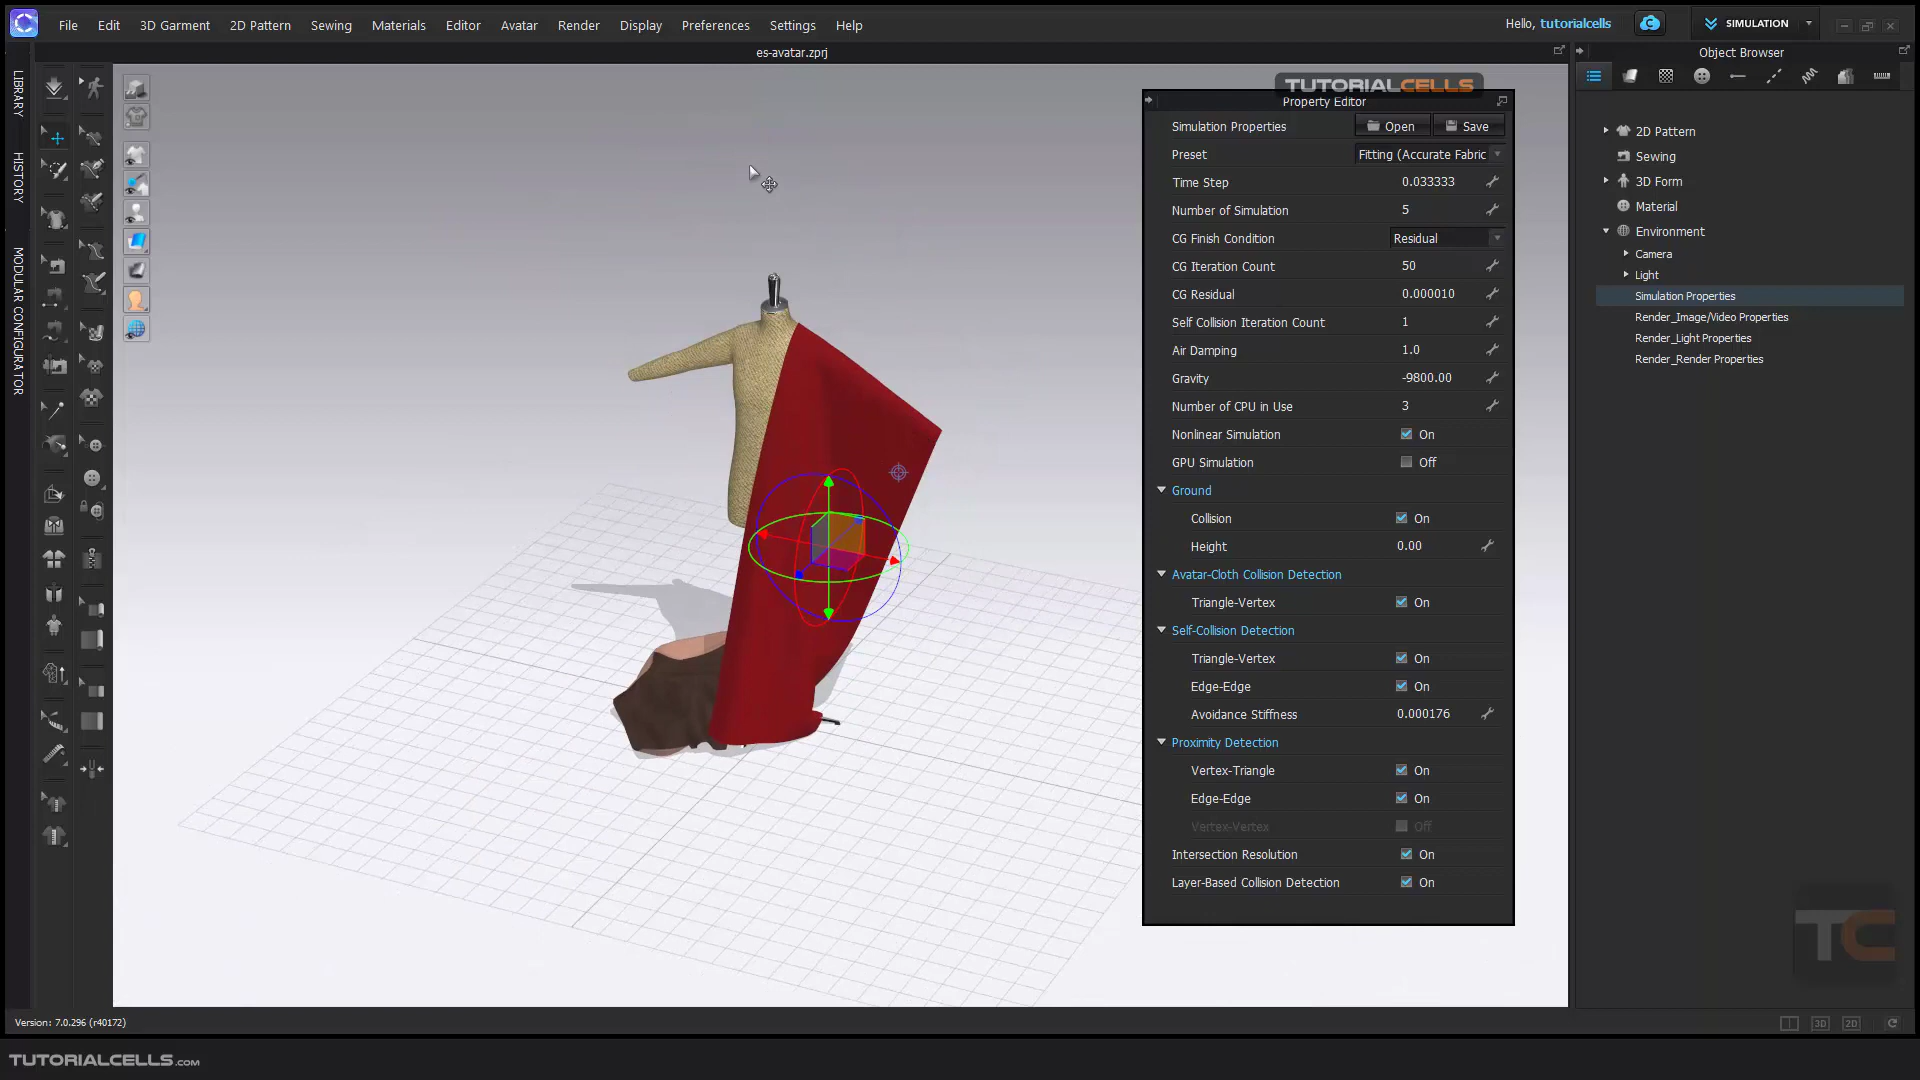 File Edit 3D Garment 2D Pattern Sewing Materials Editor Avatar Render Display Preferences Settings Help
Hello, tutorialcells
SIMULATION
es-avatar.zprj
Object Browser
LIBRARY
HISTORY
MODULAR CONFIGURATOR
TUTORIALCELLS
Property Editor
Simulation Properties Open Save
Preset Fitting (Accurate Fabric
Time Step 0.033333
Number of Simulation 5
CG Finish Condition Residual
CG Iteration Count 50
CG Residual 0.000010
Self Collision Iteration Count 1
Air Damping 1.0
Gravity -9800.00
Number of CPU in Use 3
Nonlinear Simulation On
GPU Simulation Off
Ground
Collision On
Height 0.00
Avatar-Cloth Collision Detection
Triangle-Vertex On
Self-Collision Detection
Triangle-Vertex On
Edge-Edge On
Avoidance Stiffness 0.000176
Proximity Detection
Vertex-Triangle On
Edge-Edge On
Vertex-Vertex Off
Intersection Resolution On
Layer-Based Collision Detection On
2D Pattern
Sewing
3D Form
Material
Environment
Camera
Light
Simulation Properties
Render_Image/Video Properties
Render_Light Properties
Render_Render Properties
TC
Version: 7.0.296 (r40172)
3D 2D
TUTORIALCELLS.com